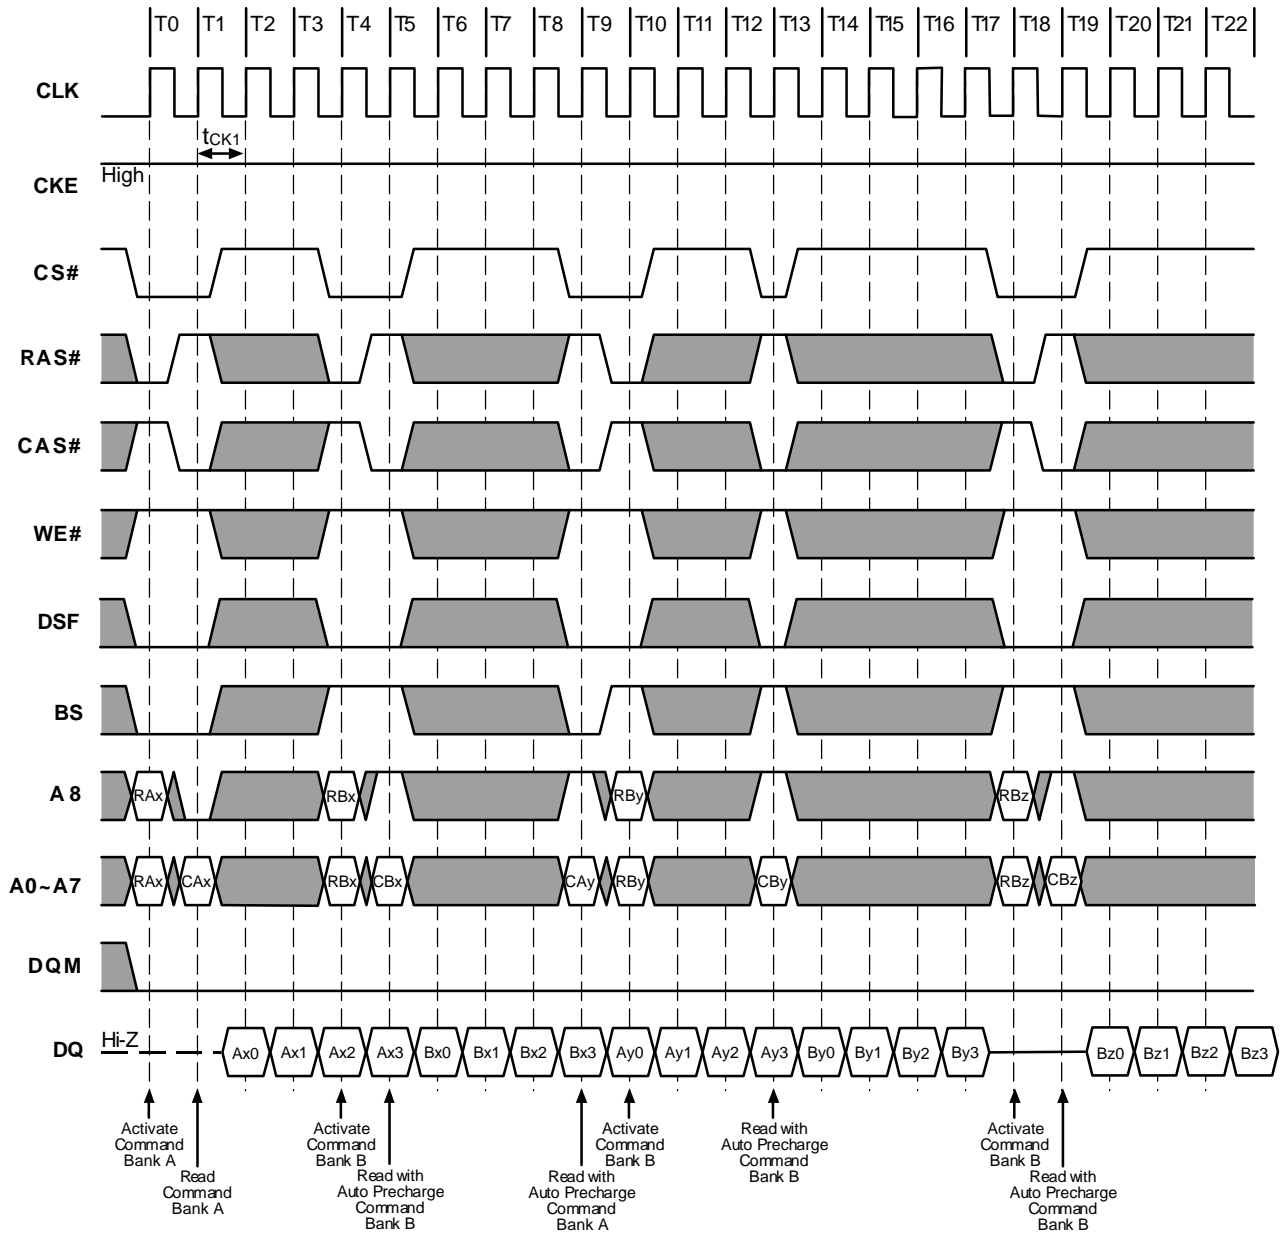 T0 T1 T2 T3 T4 T5 T6 T7 T8 T9 T10 T11 T12 T13 T14 T15 T16 T17 T18 T19 T20 T21 T22
CLK
tCK1
High
CKE
CS#
RAS#
CAS#
WE#
DSF
BS
A8
RAx RBx RBy RBz
A0~A7
RAx CAx RBx CBx CAy RBy CBy RBz CBz
DQM
Hi-Z
DQ
Ax0 Ax1 Ax2 Ax3 Bx0 Bx1 Bx2 Bx3 Ay0 Ay1 Ay2 Ay3 By0 By1 By2 By3 Bz0 Bz1 Bz2 Bz3
Activate
Command
Bank A
Read
Command
Bank A
Activate
Command
Bank B
Read with
Auto Precharge
Command
Bank B
Read with
Auto Precharge
Command
Bank A
Activate
Command
Bank B
Read with
Auto Precharge
Command
Bank B
Activate
Command
Bank B
Read with
Auto Precharge
Command
Bank B